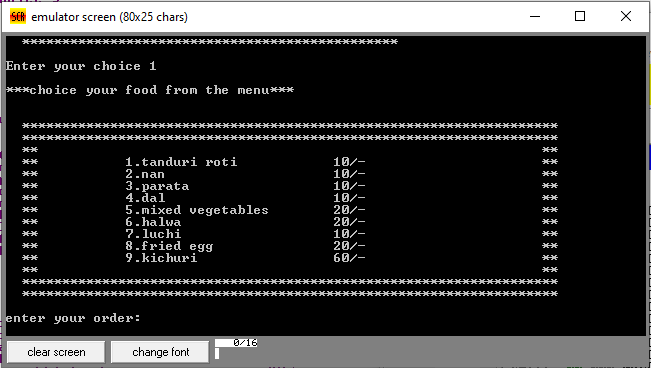 SCR emulator screen (80x25 chars)
***********************************************
Enter your choice 1
***choice your food from the menu***
*******************************************************************
*******************************************************************
** **
** 1.tanduri roti 10/- **
** 2.nan 10/- **
** 3.parata 10/- **
** 4.dal 10/- **
** 5.mixed vegetables 20/- **
** 6.halwa 20/- **
** 7.luchi 10/- **
** 8.fried egg 20/- **
** 9.kichuri 60/- **
** **
*******************************************************************
*******************************************************************
enter your order:
clear screen change font 0/16